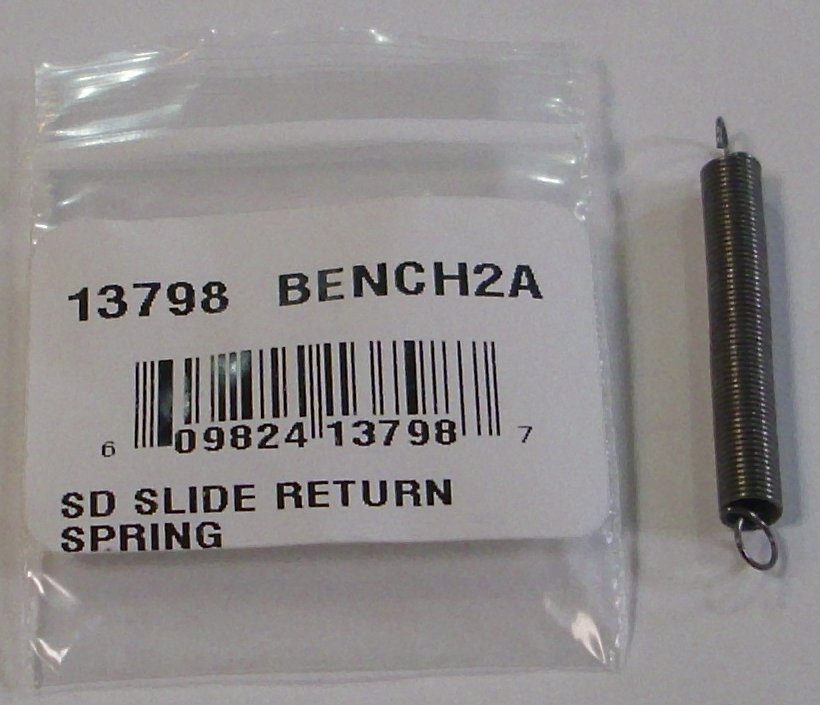 13798 BENCH2A
6 09824 13798 7
SD SLIDE RETURN
SPRING